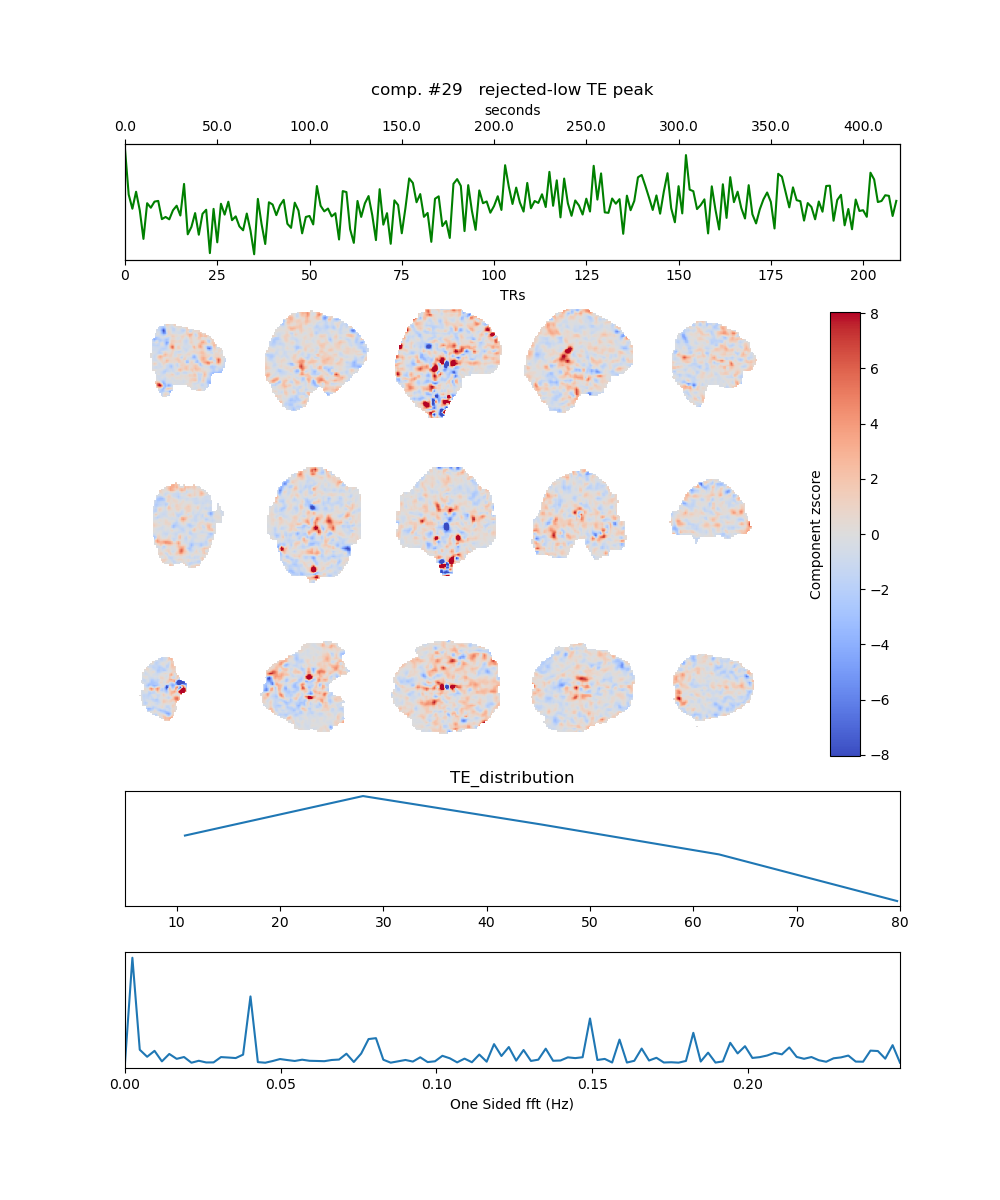 comp. #29   rejected-low TE peak
seconds
0.0 50.0 100.0 150.0 200.0 250.0 300.0 350.0 400.0
0 25 50 75 100 125 150 175 200
TRs
8
6
4
2
0
−2
−4
−6
−8
Component zscore
TE_distribution
10 20 30 40 50 60 70 80
0.00 0.05 0.10 0.15 0.20
One Sided fft (Hz)